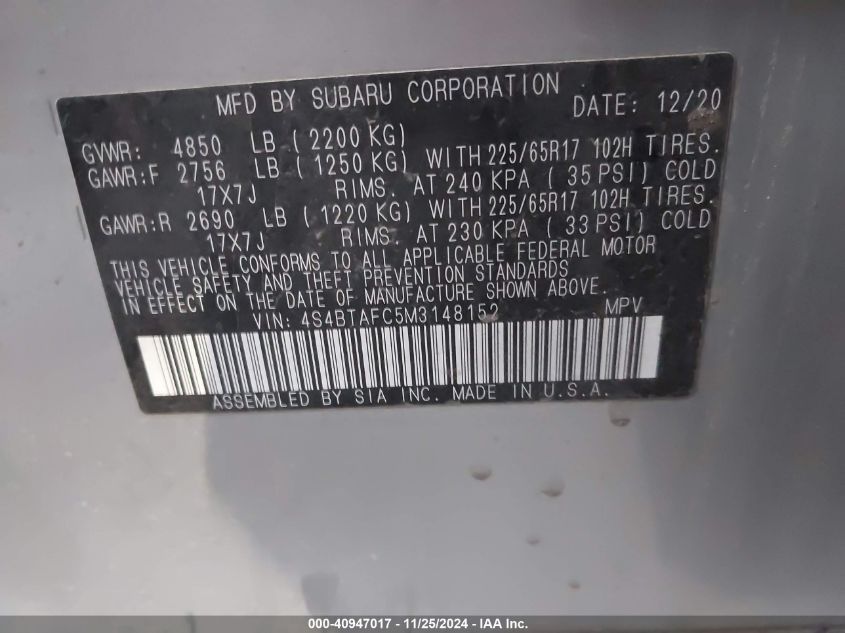 MFD BY SUBARU CORPORATION DATE: 12/20
GVWR: 4850 LB ( 2200 KG)
GAWR:F 2756 LB ( 1250 KG) WITH 225/65R17 102H TIRES.
17X7J RIMS. AT 240 KPA ( 35 PSI) COLD
GAWR:R 2690 LB ( 1220 KG) WITH 225/65R17 102H TIRES.
17X7J RIMS. AT 230 KPA ( 33 PSI) COLD
THIS VEHICLE CONFORMS TO ALL APPLICABLE FEDERAL MOTOR
VEHICLE SAFETY AND THEFT PREVENTION STANDARDS
IN EFFECT ON THE DATE OF MANUFACTURE SHOWN ABOVE.
VIN: 4S4BTAFC5M3148152 MPV
ASSEMBLED BY SIA INC. MADE IN U.S.A.
000-40947017 - 11/25/2024 - IAA Inc.